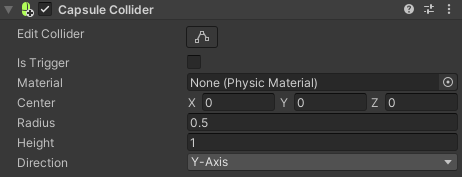 Capsule Collider
Edit Collider
Is Trigger
Material None (Physic Material)
Center X 0 Y 0 Z 0
Radius 0.5
Height 1
Direction Y-Axis